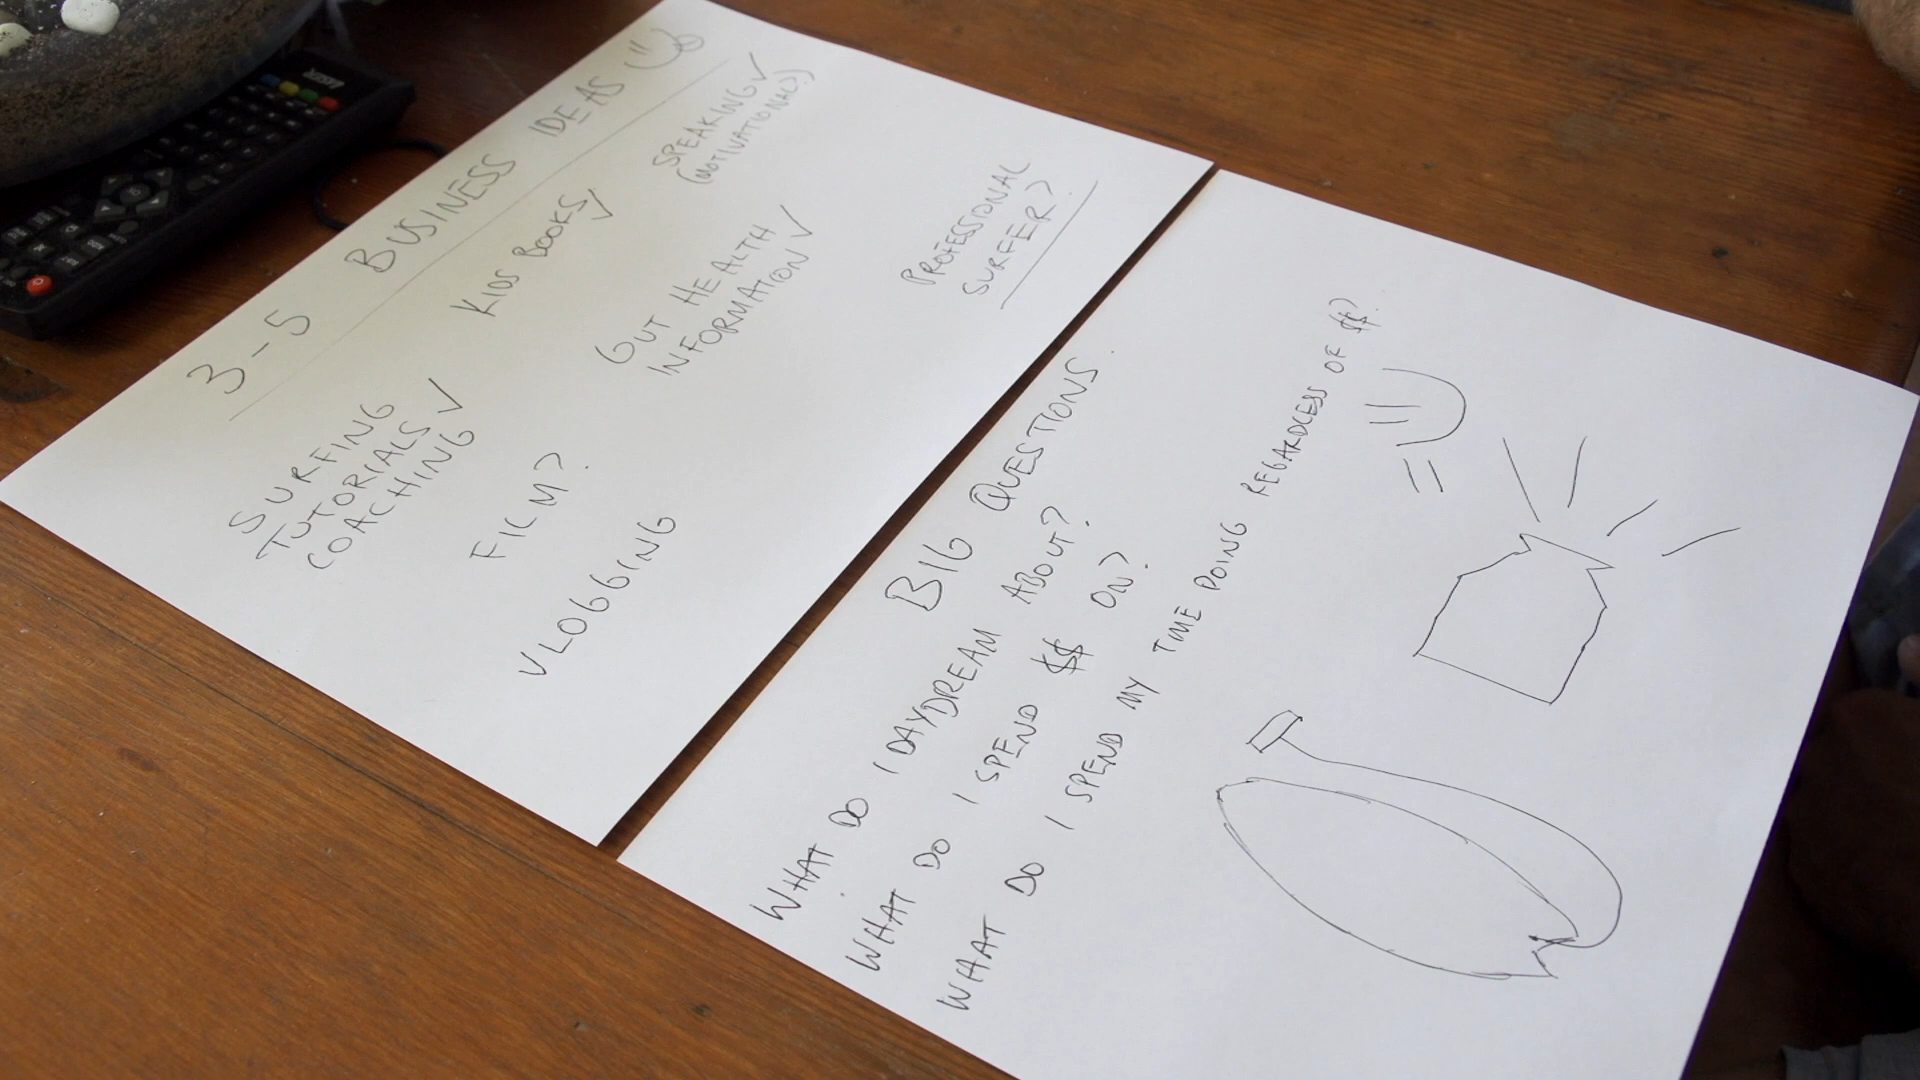 3-5 BUSINESS IDEAS
SURFING
TUTORIALS ✓
COACHING
KIDS BOOKS ✓
SPEAKING ✓
(MOTIVATIONAL?)
FILM?
GUT HEALTH
INFORMATION ✓
VLOGGING
PROFESSIONAL
SURFER?
BIG QUESTIONS.
WHAT DO I DAYDREAM ABOUT?
WHAT DO I SPEND $$ ON?
WHAT DO I SPEND MY TIME DOING REGARDLESS OF $$?